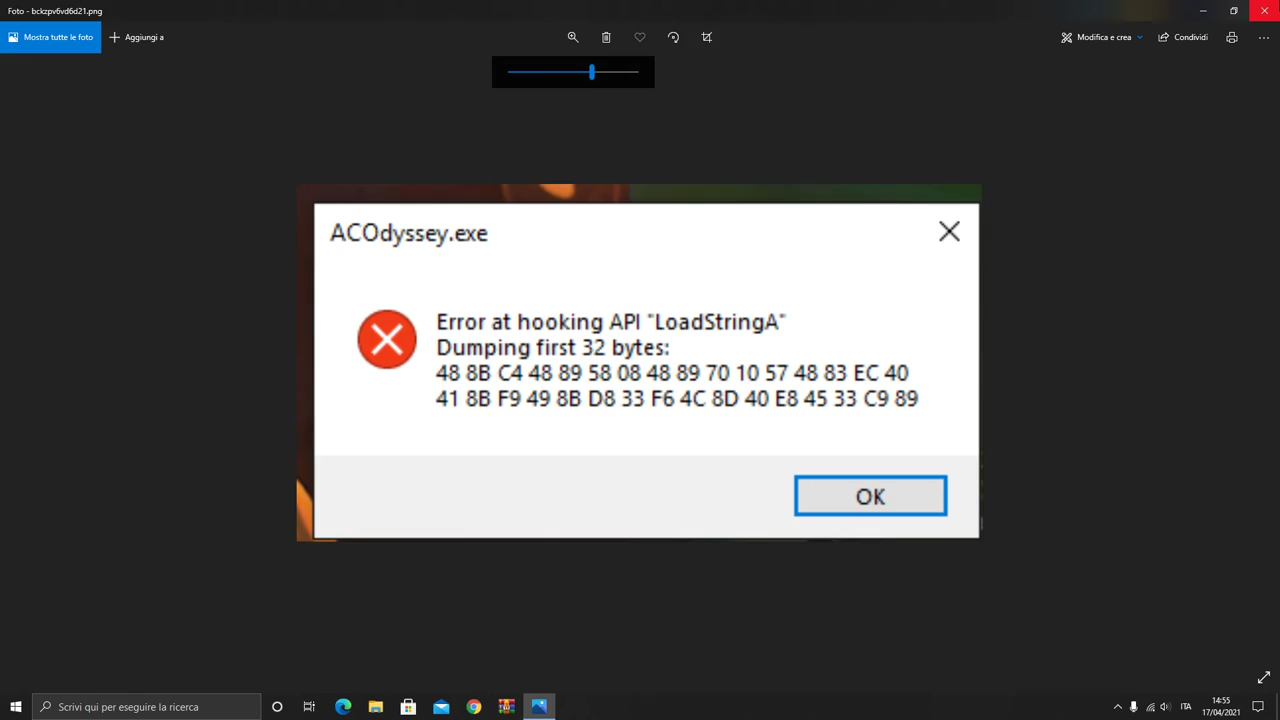 Foto - bckzpv6vd6d21.png
Mostra tutte le foto
Aggiungi a
Modifica e crea
Condividi
ACOdyssey.exe
Error at hooking API "LoadStringA"
Dumping first 32 bytes:
48 8B C4 48 89 58 08 48 89 70 10 57 48 83 EC 40
41 8B F9 49 8B D8 33 F6 4C 8D 40 E8 45 33 C9 89
OK
Scrivi qui per eseguire la ricerca
ITA
14:55
17/04/2021